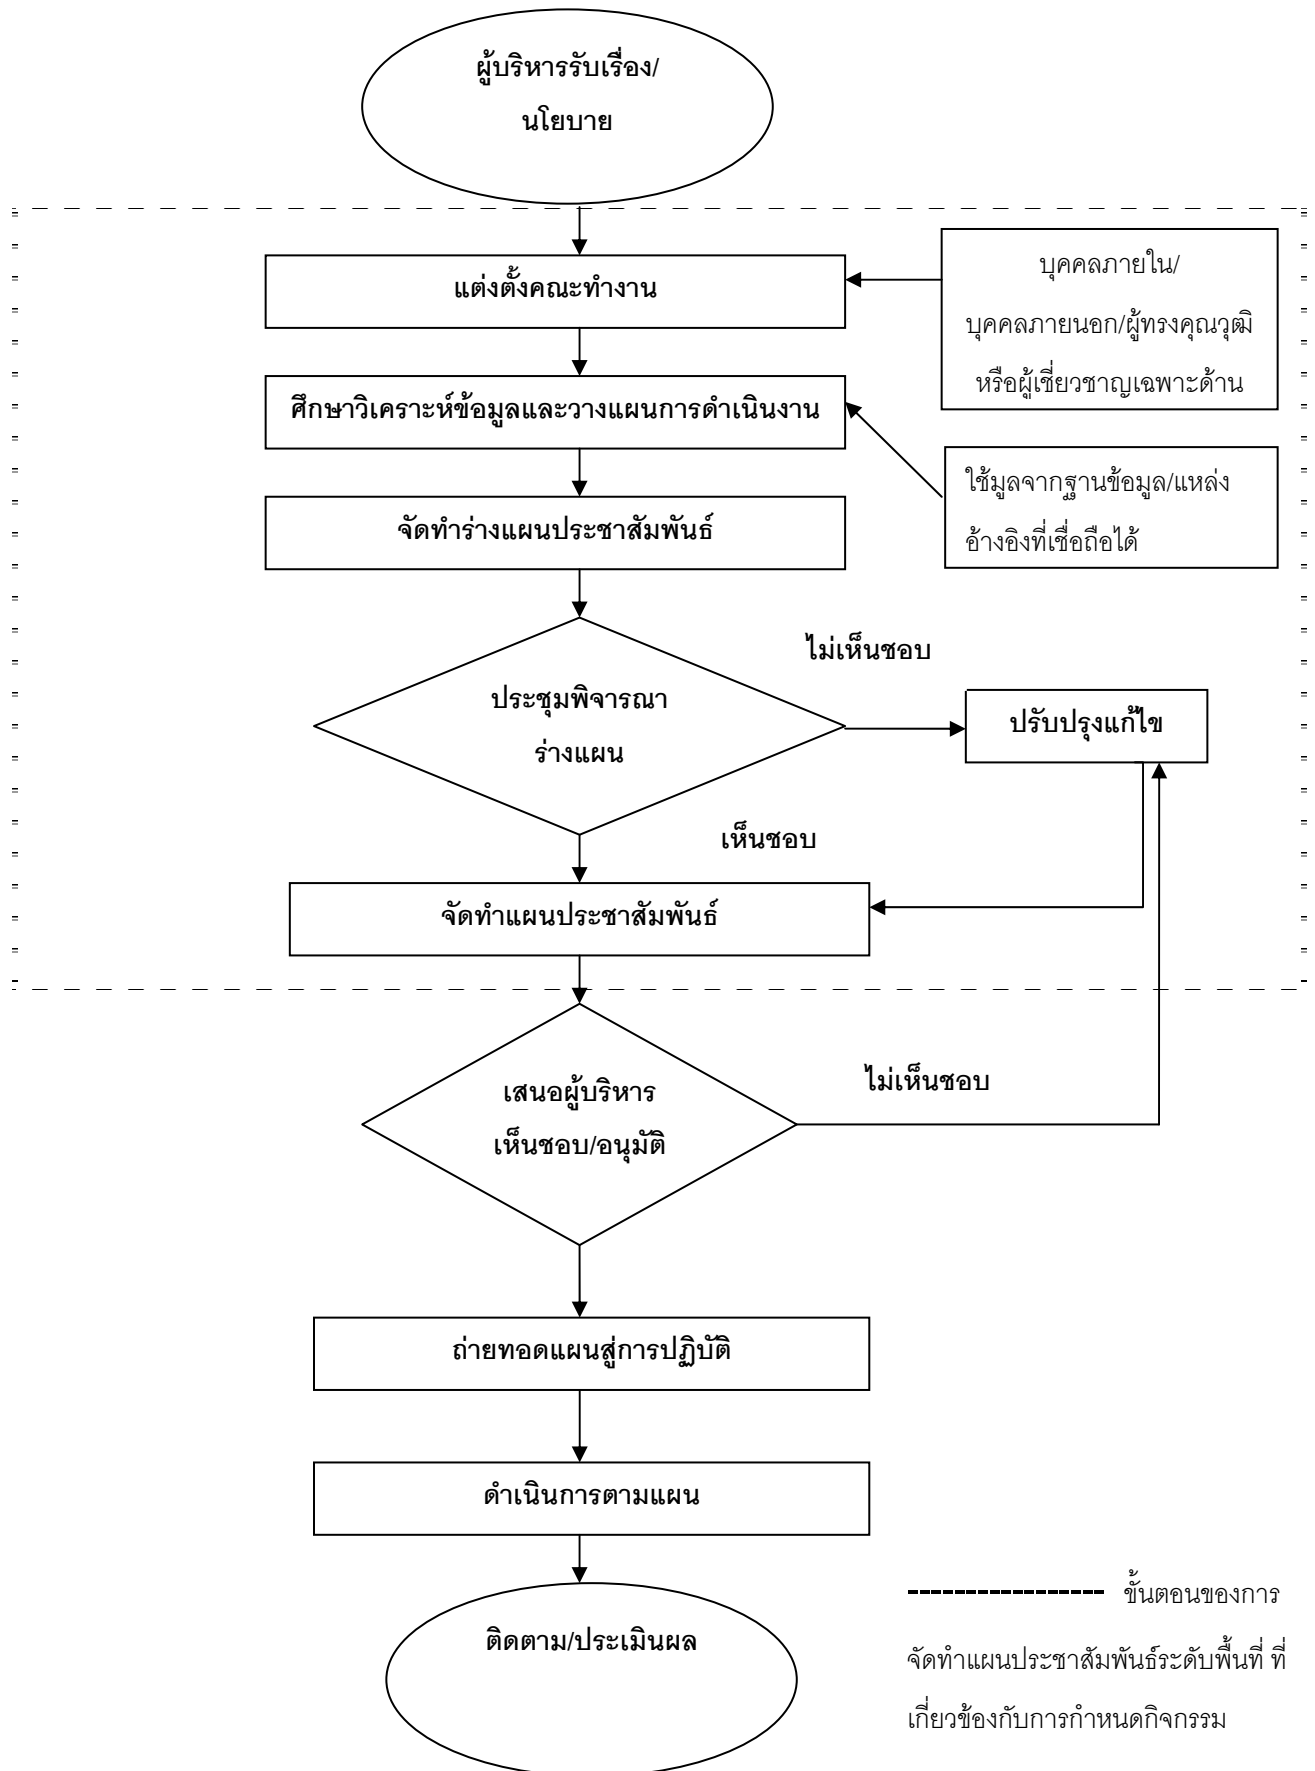 ผู้บริหารรับเรื่อง/
นโยบาย
แต่งตั้งคณะทำงาน
บุคคลภายใน/
บุคคลภายนอก/ผู้ทรงคุณวุฒิ
หรือผู้เชี่ยวชาญเฉพาะด้าน
ศึกษาวิเคราะห์ข้อมูลและวางแผนการดำเนินงาน
ใช้มูลจากฐานข้อมูล/แหล่ง
อ้างอิงที่เชื่อถือได้
จัดทำร่างแผนประชาสัมพันธ์
ไม่เห็นชอบ
ประชุมพิจารณา
ร่างแผน
ปรับปรุงแก้ไข
เห็นชอบ
จัดทำแผนประชาสัมพันธ์
ไม่เห็นชอบ
เสนอผู้บริหาร
เห็นชอบ/อนุมัติ
ถ่ายทอดแผนสู่การปฏิบัติ
ดำเนินการตามแผน
ติดตาม/ประเมินผล
ขั้นตอนของการ
จัดทำแผนประชาสัมพันธ์ระดับพื้นที่ ที่
เกี่ยวข้องกับการกำหนดกิจกรรม